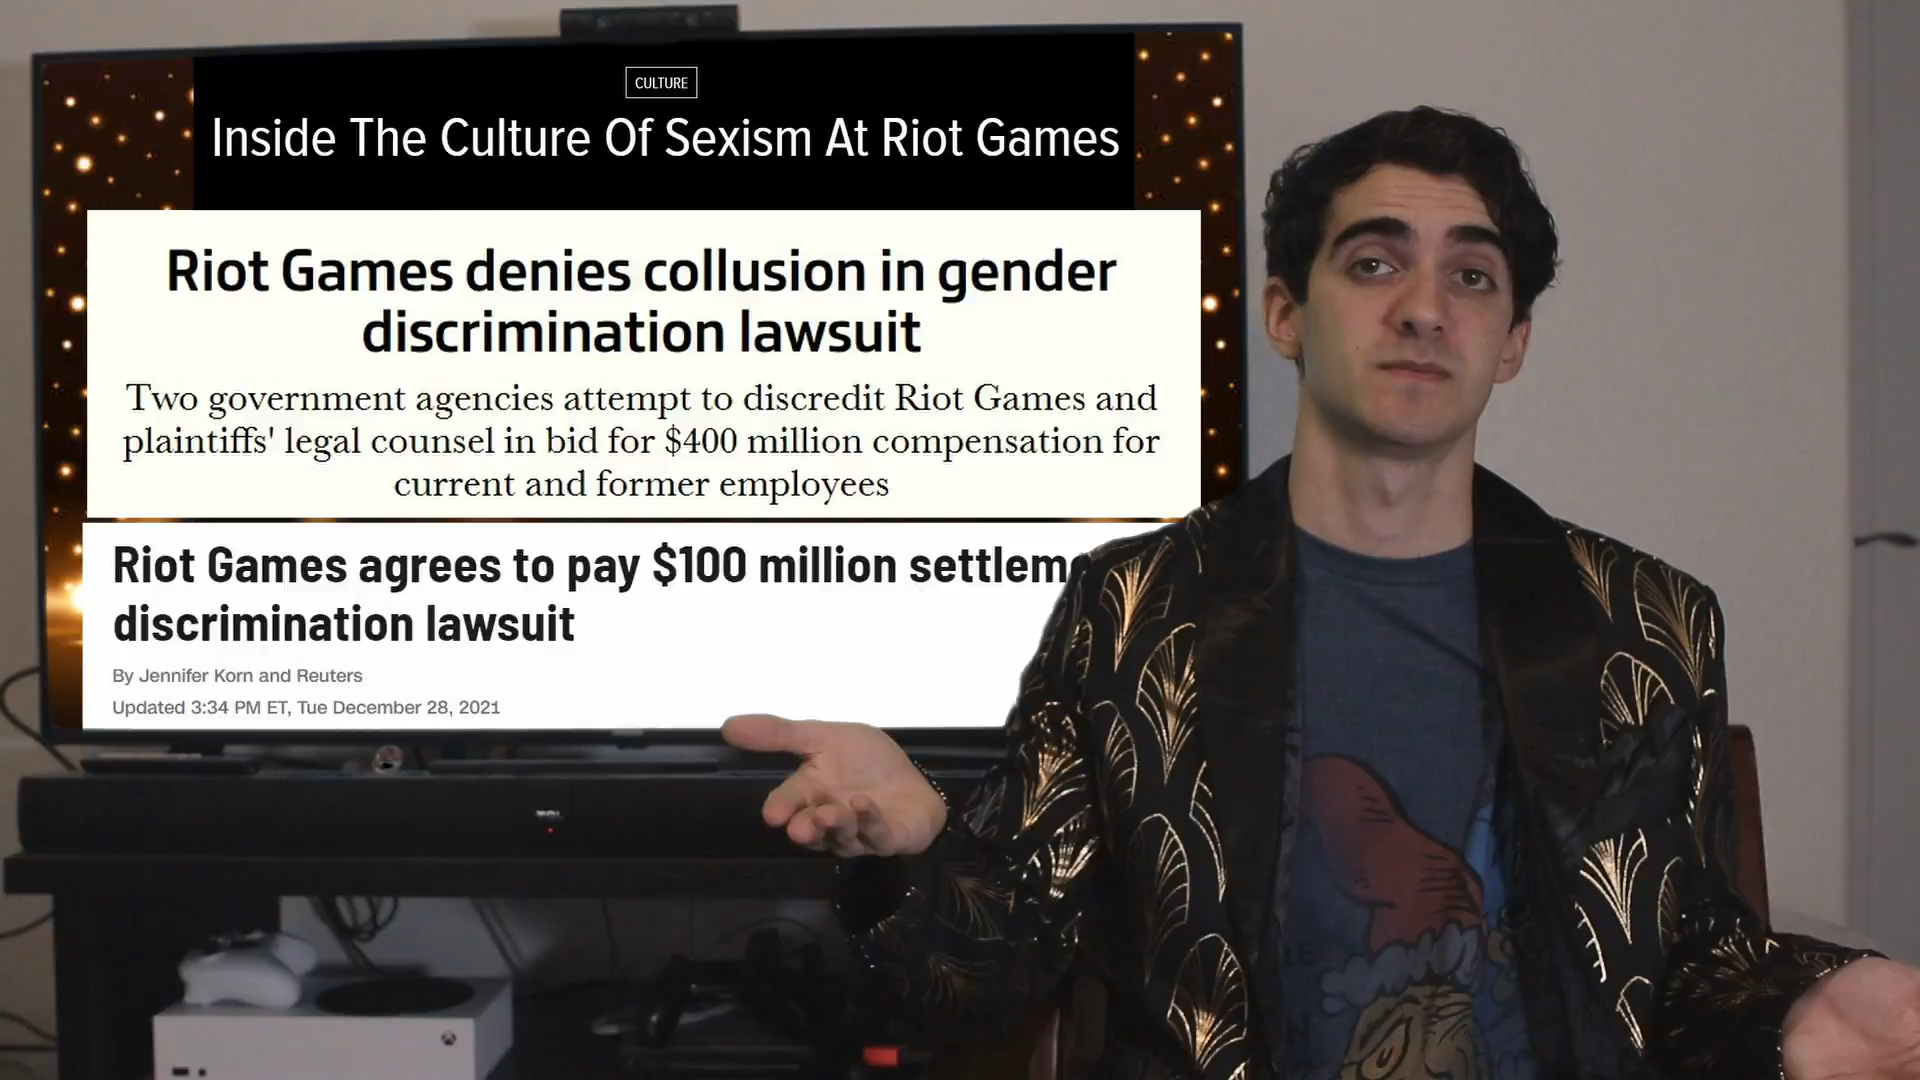 CULTURE
Inside The Culture Of Sexism At Riot Games
Riot Games denies collusion in gender
discrimination lawsuit
Two government agencies attempt to discredit Riot Games and
plaintiffs' legal counsel in bid for $400 million compensation for
current and former employees
Riot Games agrees to pay $100 million settlem
discrimination lawsuit
By Jennifer Korn and Reuters
Updated 3:34 PM ET, Tue December 28, 2021